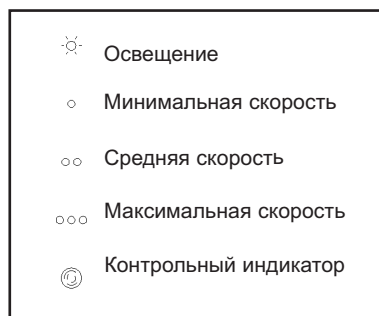 Освещение
Минимальная скорость
Средняя скорость
Максимальная скорость
Контрольный индикатор